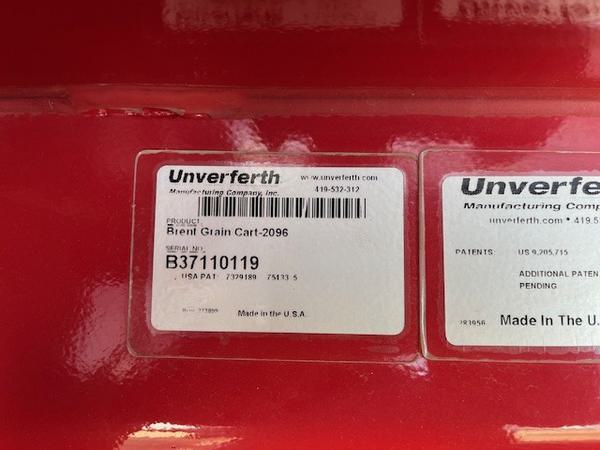 Unverferth www.unverferth.com
Manufacturing Company, Inc. 419-532-312
PRODUCT:
Brent Grain Cart-2096
SERIAL NO.
B37110119
USA PAT: 7329189
Made in the U.S.A.
Unverfe
Manufacturing Comp
unverferth.com • 419.5
PATENTS: US 9,205,715
ADDITIONAL PATEN
PENDING
Made In The U.